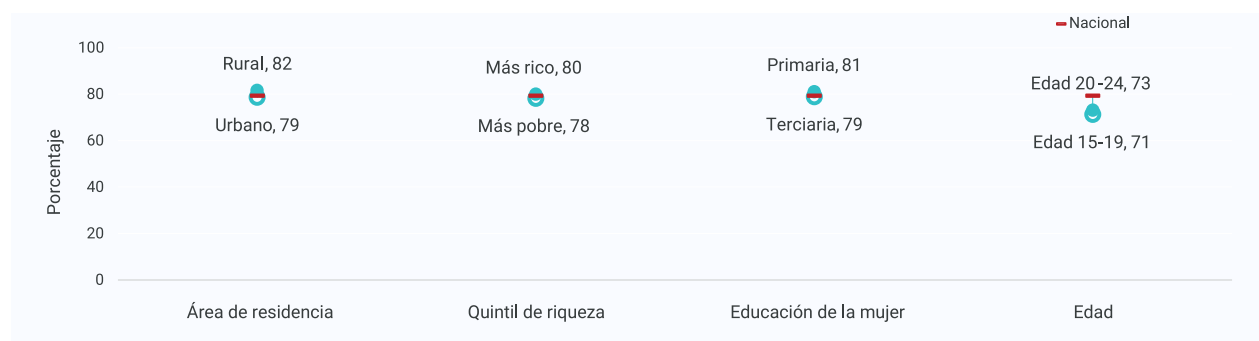 Nacional
Porcentaje
100
80
60
40
20
0
Rural, 82
Urbano, 79
Más rico, 80
Más pobre, 78
Primaria, 81
Terciaria, 79
Edad 20-24, 73
Edad 15-19, 71
Área de residencia
Quintil de riqueza
Educación de la mujer
Edad